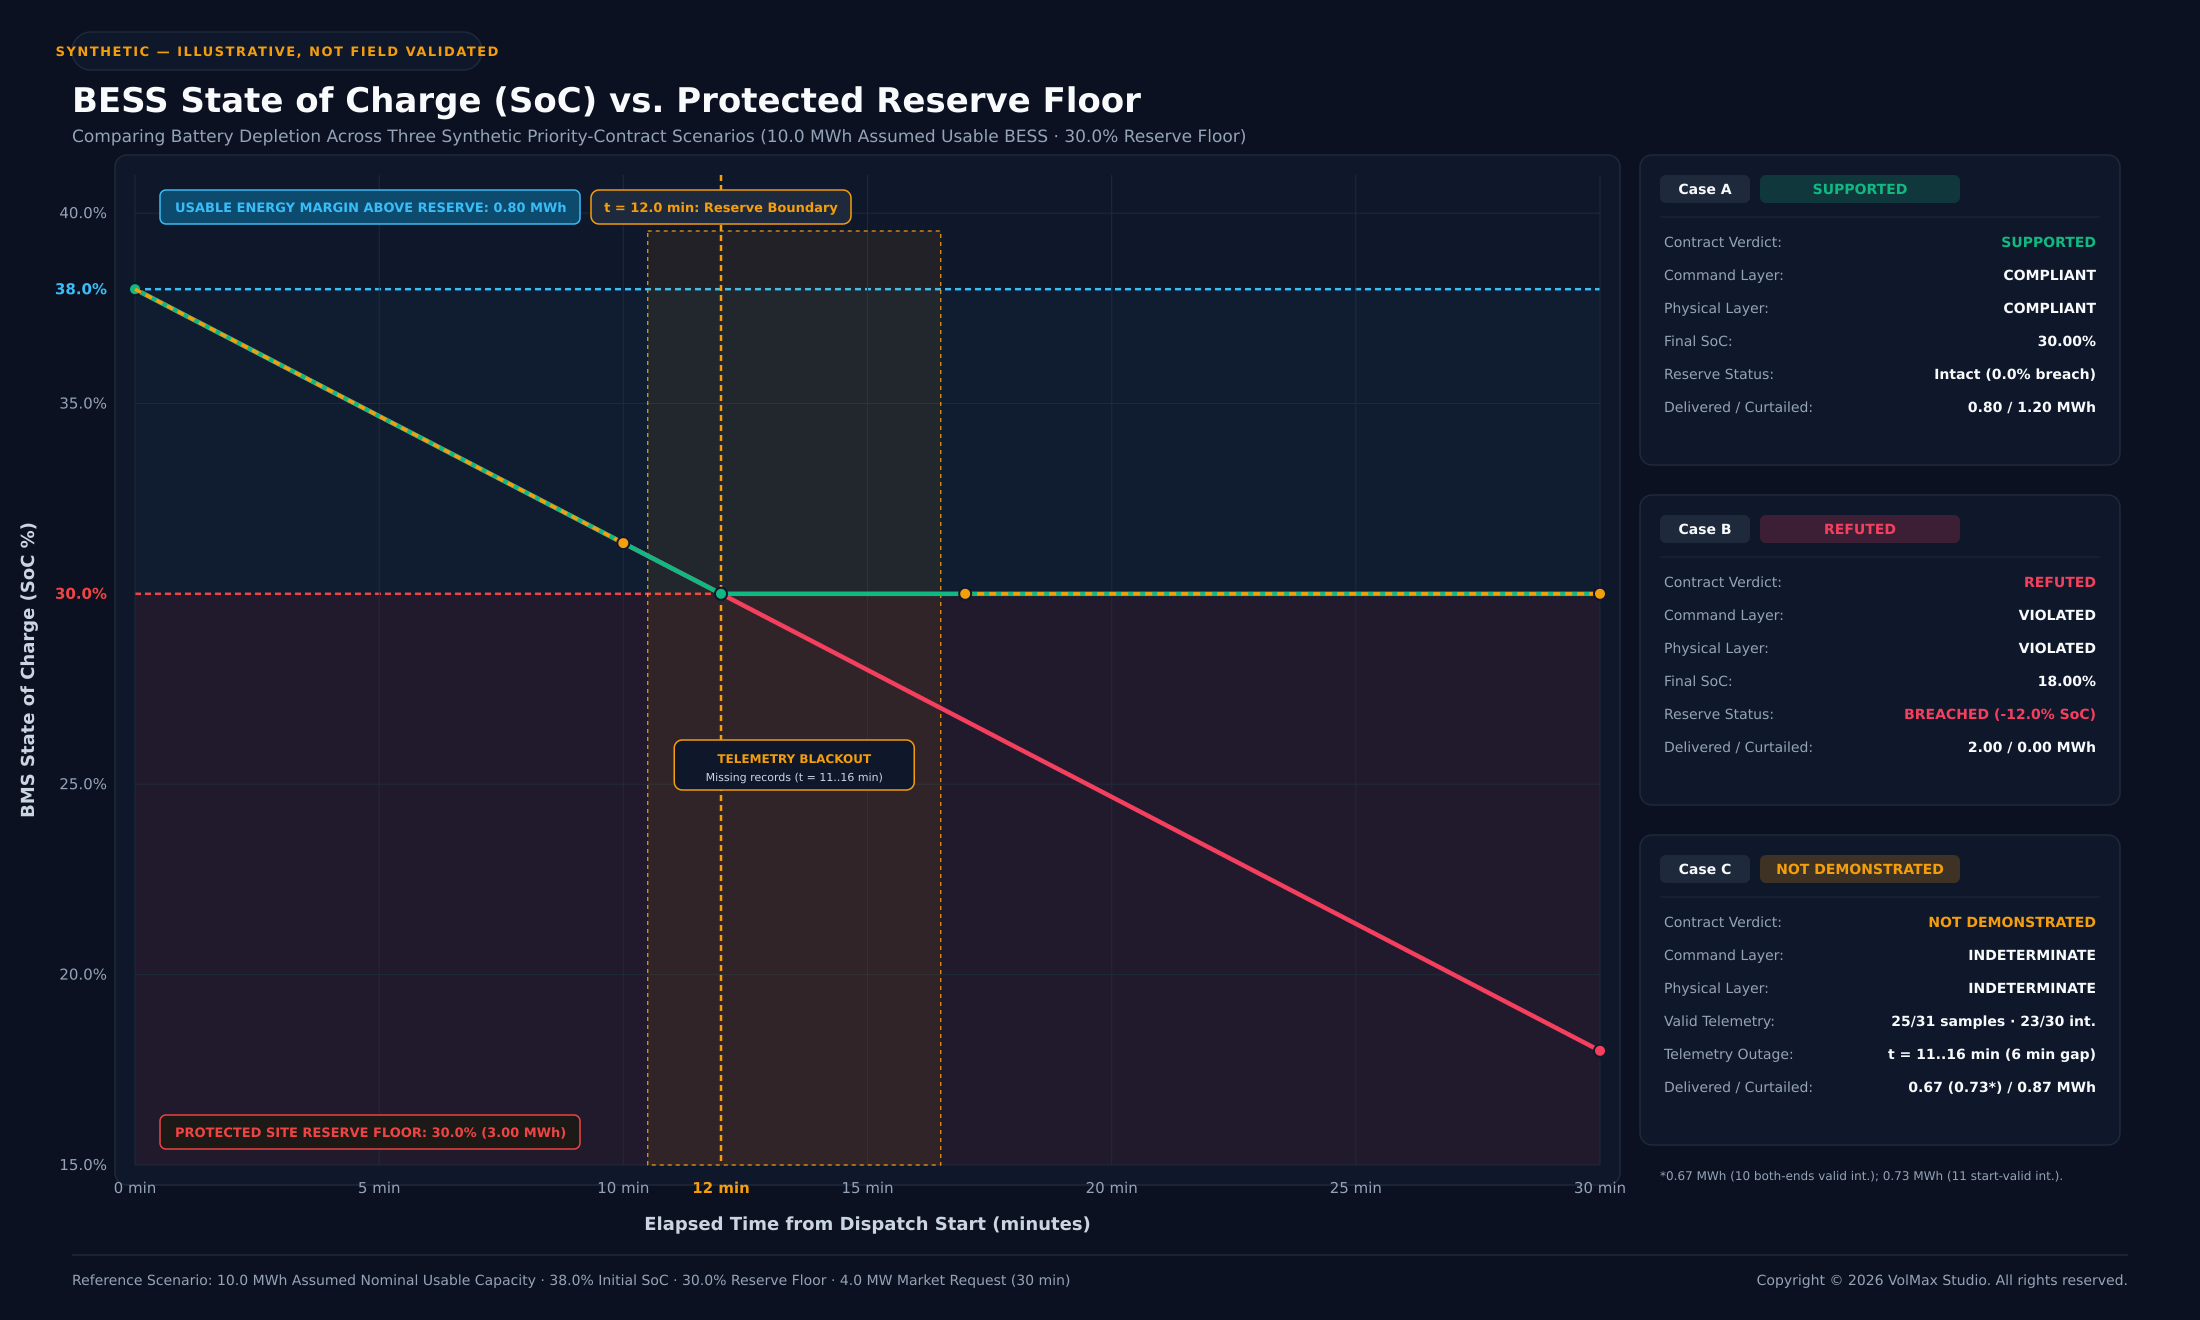 SYNTHETIC — ILLUSTRATIVE, NOT FIELD VALIDATED
BESS State of Charge (SoC) vs. Protected Reserve Floor
Comparing Battery Depletion Across Three Synthetic Priority-Contract Scenarios (10.0 MWh Assumed Usable BESS · 30.0% Reserve Floor)
BMS State of Charge (SoC %)
40.0%
38.0%
35.0%
30.0%
25.0%
20.0%
15.0%
USABLE ENERGY MARGIN ABOVE RESERVE: 0.80 MWh
t = 12.0 min: Reserve Boundary
TELEMETRY BLACKOUT
Missing records (t = 11..16 min)
PROTECTED SITE RESERVE FLOOR: 30.0% (3.00 MWh)
0 min 5 min 10 min 12 min 15 min 20 min 25 min 30 min
Elapsed Time from Dispatch Start (minutes)
Case A SUPPORTED
Contract Verdict: SUPPORTED
Command Layer: COMPLIANT
Physical Layer: COMPLIANT
Final SoC: 30.00%
Reserve Status: Intact (0.0% breach)
Delivered / Curtailed: 0.80 / 1.20 MWh
Case B REFUTED
Contract Verdict: REFUTED
Command Layer: VIOLATED
Physical Layer: VIOLATED
Final SoC: 18.00%
Reserve Status: BREACHED (-12.0% SoC)
Delivered / Curtailed: 2.00 / 0.00 MWh
Case C NOT DEMONSTRATED
Contract Verdict: NOT DEMONSTRATED
Command Layer: INDETERMINATE
Physical Layer: INDETERMINATE
Valid Telemetry: 25/31 samples · 23/30 int.
Telemetry Outage: t = 11..16 min (6 min gap)
Delivered / Curtailed: 0.67 (0.73*) / 0.87 MWh
*0.67 MWh (10 both-ends valid int.); 0.73 MWh (11 start-valid int.).
Reference Scenario: 10.0 MWh Assumed Nominal Usable Capacity · 38.0% Initial SoC · 30.0% Reserve Floor · 4.0 MW Market Request (30 min)
Copyright © 2026 VolMax Studio. All rights reserved.